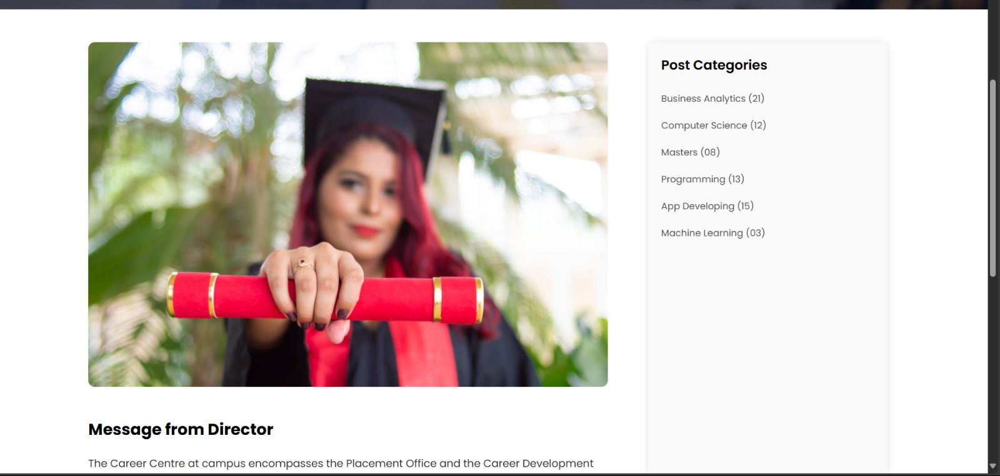 Post Categories
Business Analytics (21)
Computer Science (12)
Masters (08)
Programming (13)
App Developing (15)
Machine Learning (03)
Message from Director
The Career Centre at campus encompasses the Placement Office and the Career Development